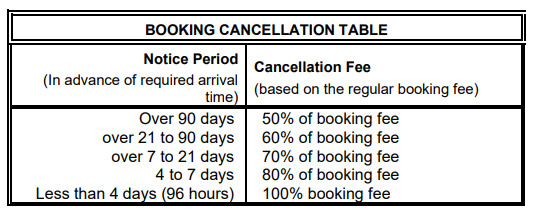 BOOKING CANCELLATION TABLE
Notice Period
(In advance of required arrival
time)
Cancellation Fee
(based on the regular booking fee)
Over 90 days 50% of booking fee
over 21 to 90 days 60% of booking fee
over 7 to 21 days 70% of booking fee
4 to 7 days 80% of booking fee
Less than 4 days (96 hours) 100% booking fee